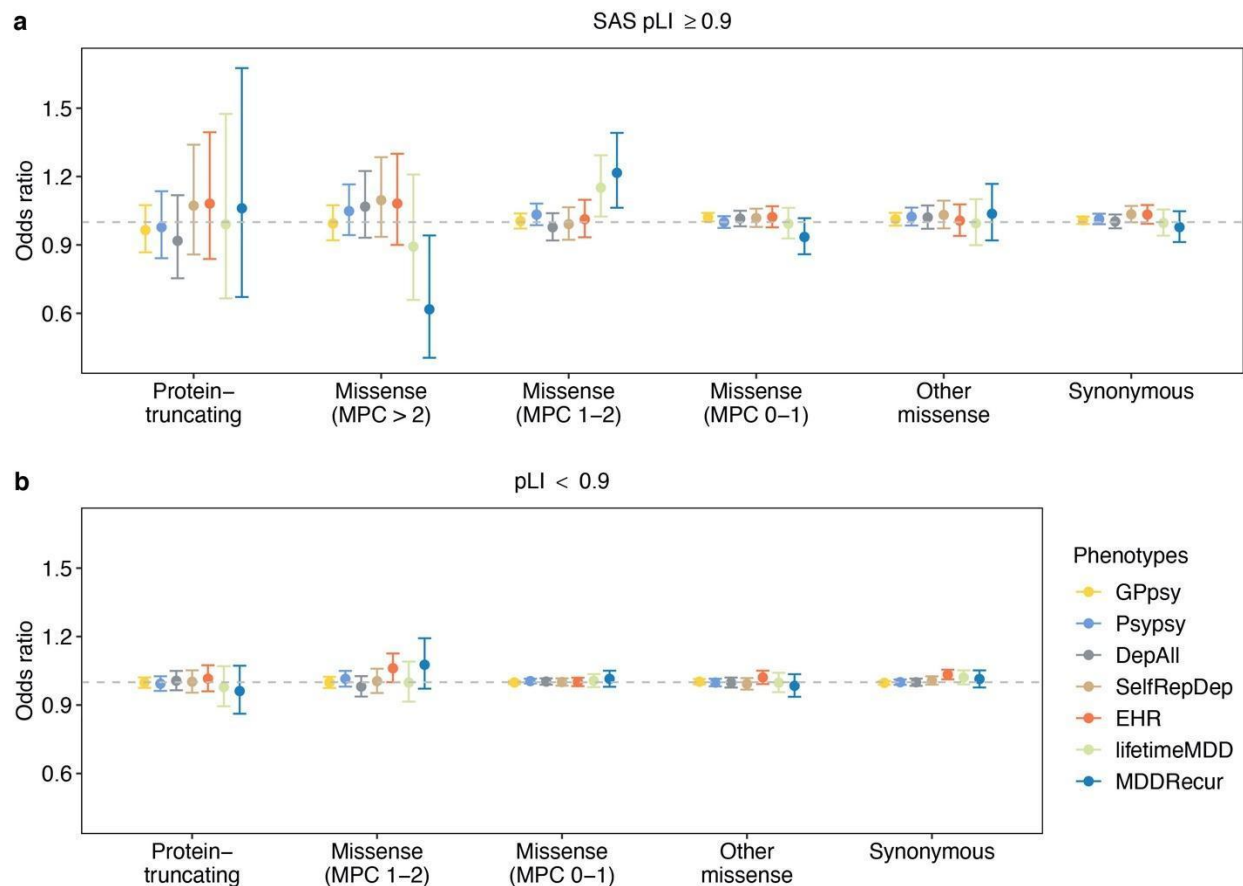 a
SAS pLI ≥ 0.9
Odds ratio
1.5
1.2
0.9
0.6
Protein−
truncating
Missense
(MPC > 2)
Missense
(MPC 1−2)
Missense
(MPC 0−1)
Other
missense
Synonymous
b
pLI < 0.9
Odds ratio
1.5
1.2
0.9
0.6
Protein−
truncating
Missense
(MPC 1−2)
Missense
(MPC 0−1)
Other
missense
Synonymous
Phenotypes
GPpsy
Psypsy
DepAll
SelfRepDep
EHR
lifetimeMDD
MDDRecur